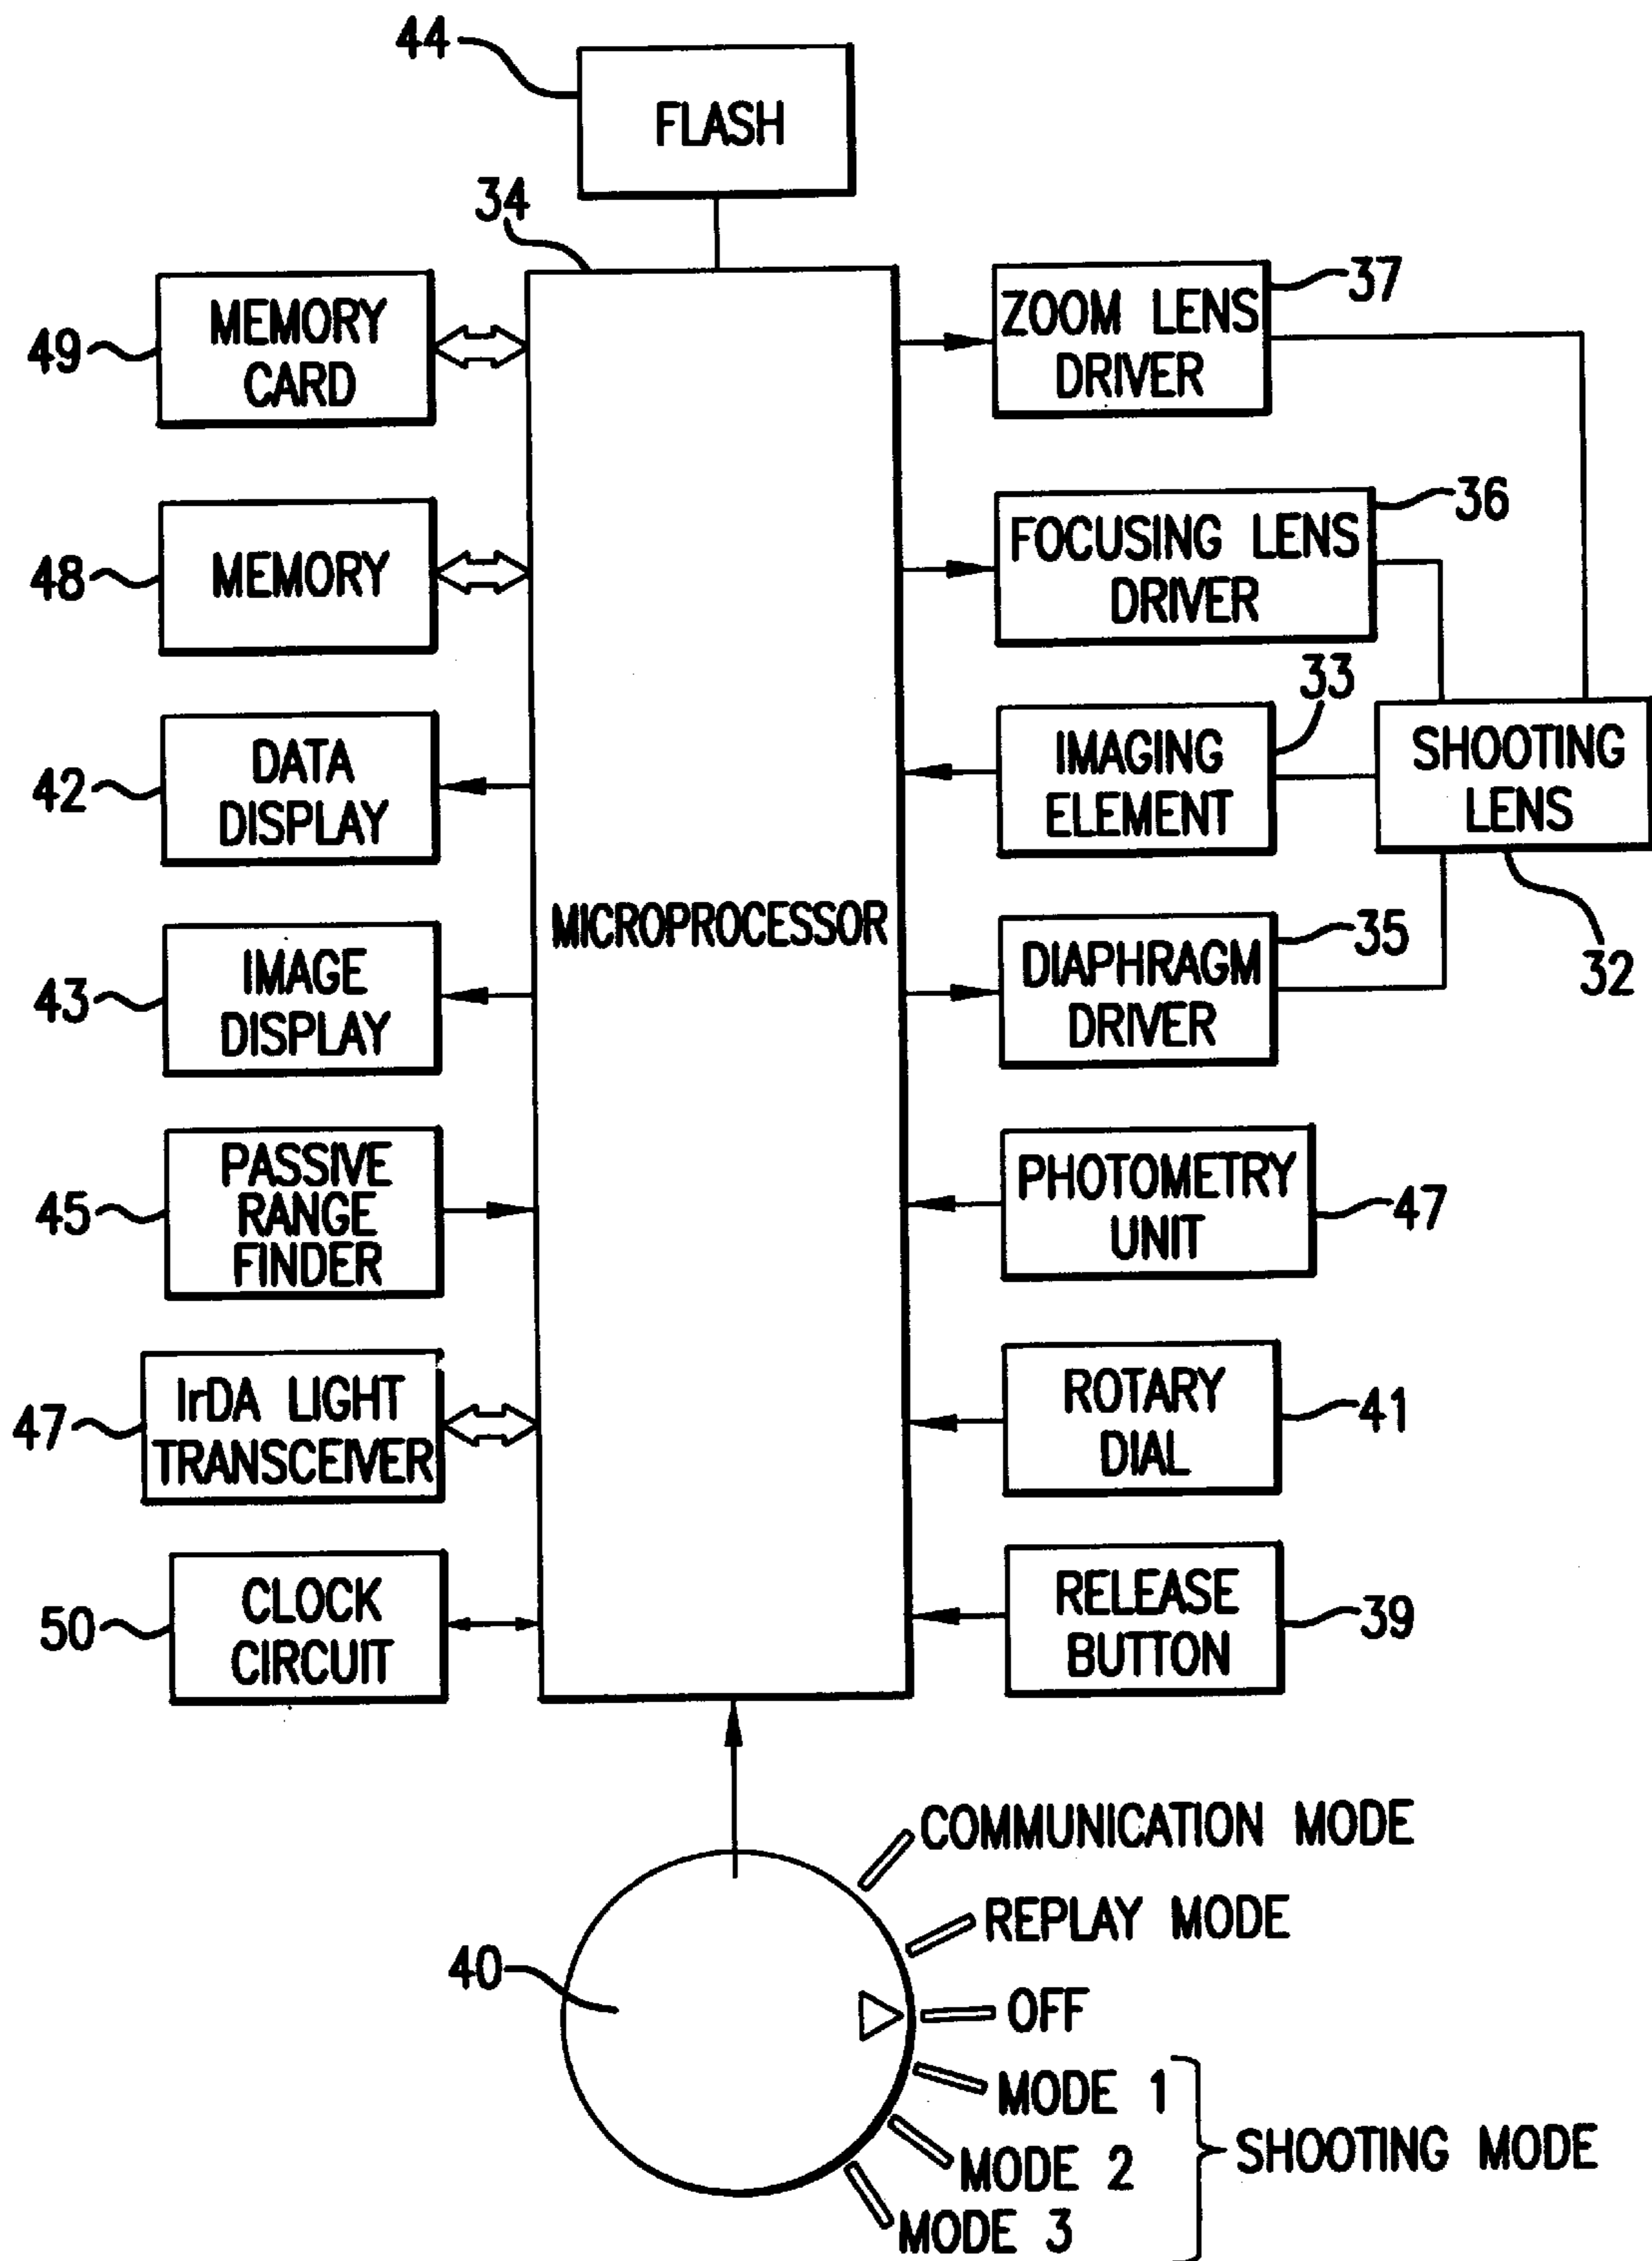 44
FLASH
34
MEMORY
CARD
49
ZOOM LENS
DRIVER
37
MEMORY
48
FOCUSING LENS
DRIVER
36
DATA
DISPLAY
42
IMAGING
ELEMENT
33
SHOOTING
LENS
32
MICROPROCESSOR
IMAGE
DISPLAY
43
DIAPHRAGM
DRIVER
35
PASSIVE
RANGE
FINDER
45
PHOTOMETRY
UNIT
47
IrDA LIGHT
TRANSCEIVER
47
ROTARY
DIAL
41
CLOCK
CIRCUIT
50
RELEASE
BUTTON
39
COMMUNICATION MODE
REPLAY MODE
40
OFF
MODE 1
MODE 2
MODE 3
SHOOTING MODE